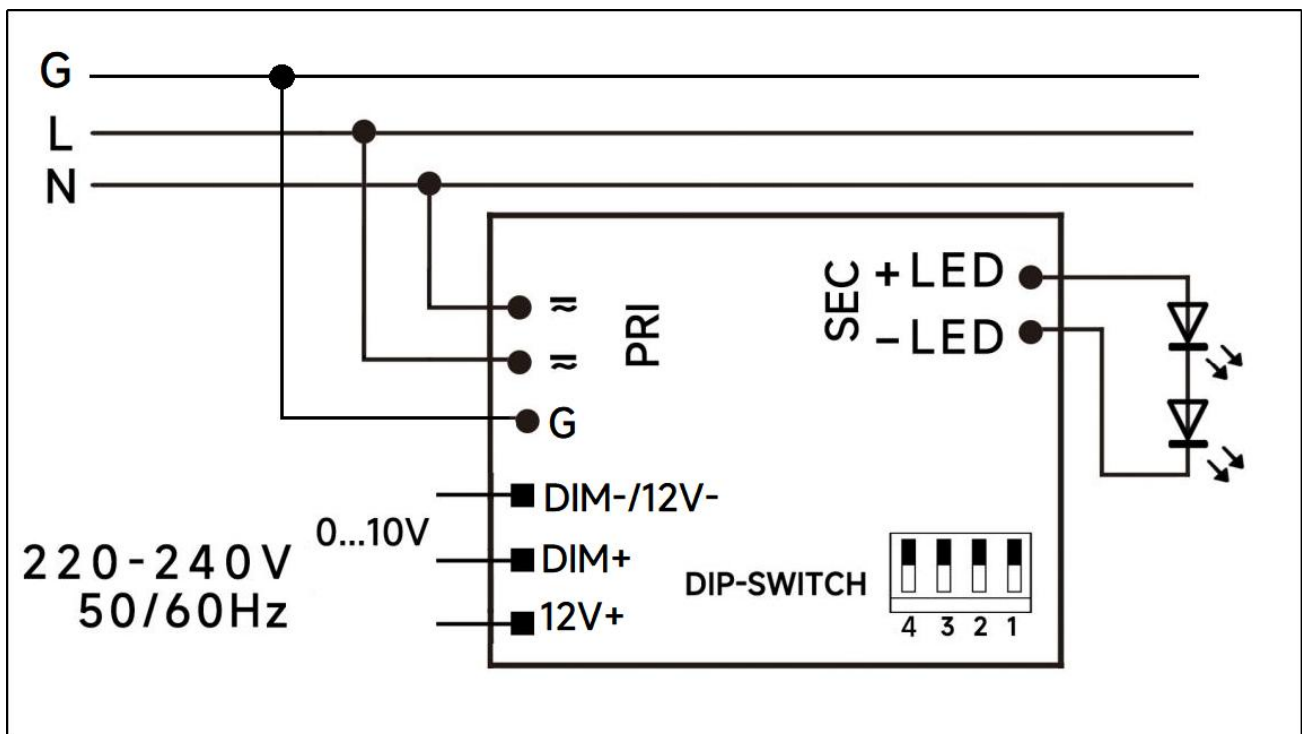 G
L
N
PRI
G
SEC
+LED
-LED
DIM-/12V-
0...10V
DIM+
12V+
220-240V
50/60Hz
DIP-SWITCH
4 3 2 1